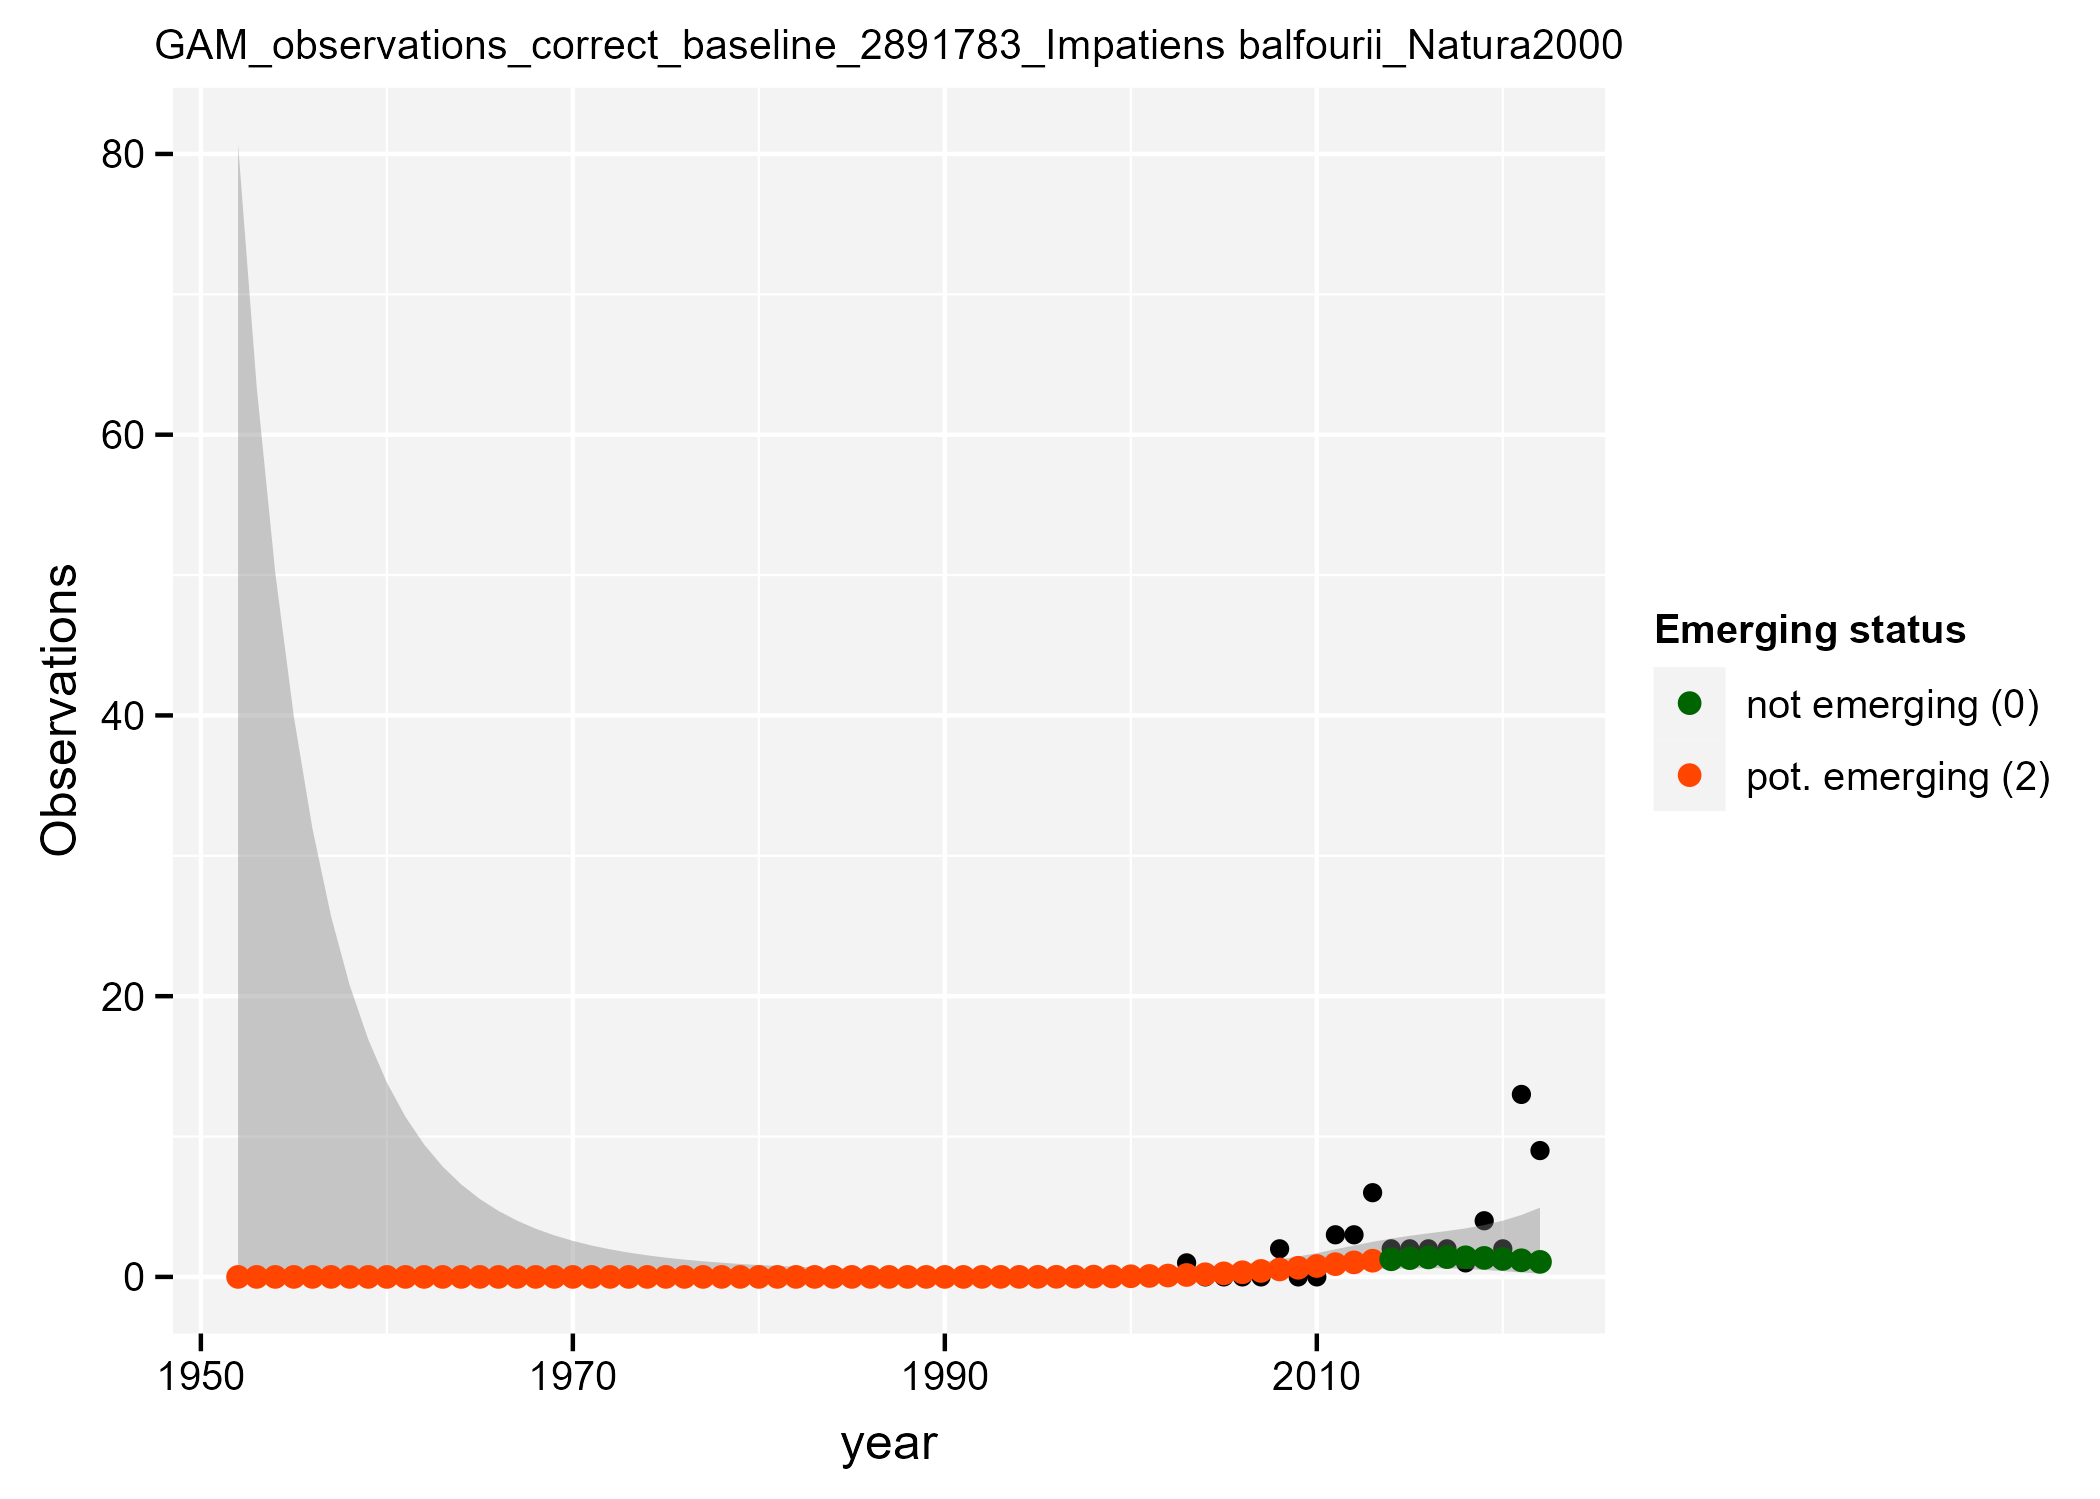 GAM_observations_correct_baseline_2891783_Impatiens balfourii_Natura2000
80
60
40
20
0
Observations
1950
1970
1990
2010
year
Emerging status
not emerging (0)
pot. emerging (2)